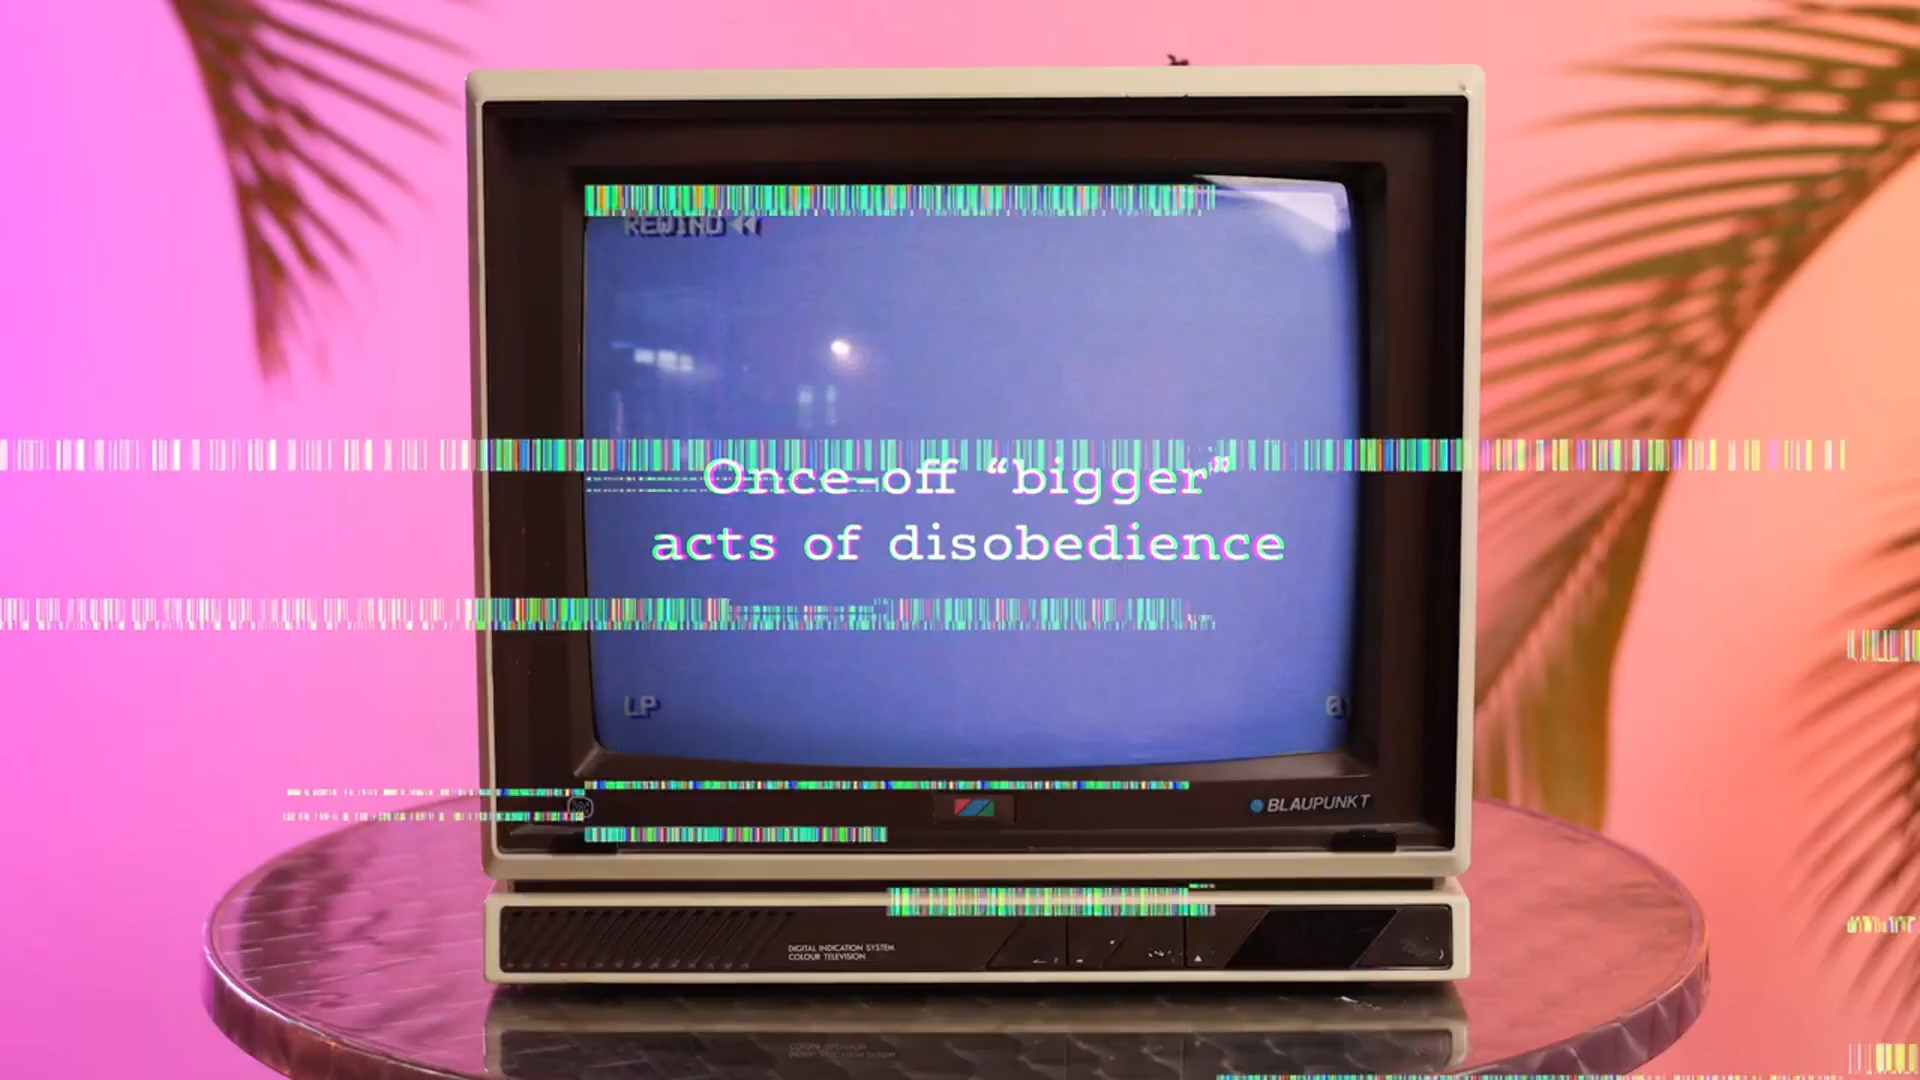 REWIND
Once-off “bigger”
acts of disobedience
LP
BLAUPUNKT
DIGITAL INDICATION SYSTEM
COLOUR TELEVISION